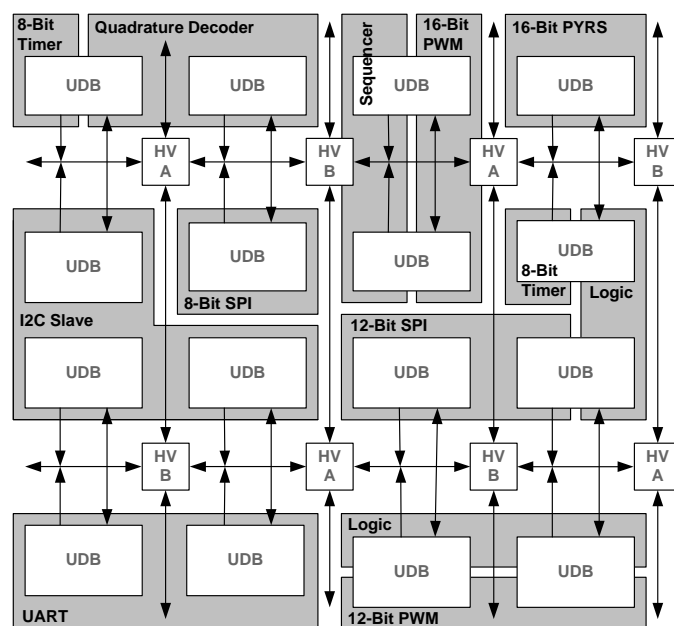 8-Bit
Timer
Quadrature Decoder
Sequencer
16-Bit
PWM
16-Bit PYRS
UDB
UDB
UDB
UDB
HV
A
HV
B
HV
A
HV
B
UDB
UDB
UDB
UDB
8-Bit
Timer
Logic
8-Bit SPI
I2C Slave
12-Bit SPI
UDB
UDB
UDB
UDB
HV
B
HV
A
HV
B
HV
A
Logic
UDB
UDB
UDB
UDB
UART
12-Bit PWM